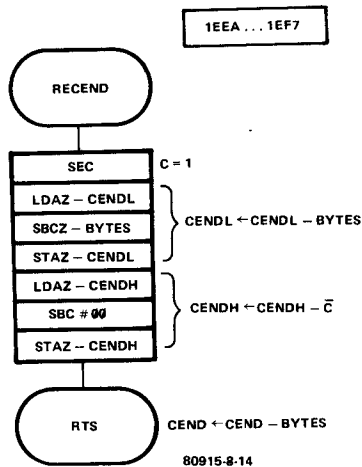 1EEA ... 1EF7
RECEND
SEC C = 1
LDAZ – CENDL
SBCZ – BYTES CENDL ← CENDL – BYTES
STAZ – CENDL
LDAZ – CENDH
SBC # 00 CENDH ← CENDH – C̅
STAZ – CENDH
RTS CEND ← CEND – BYTES
80915-8-14